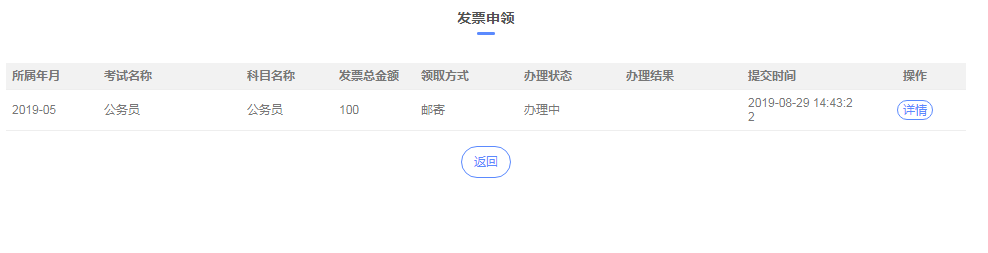 发票申领
所属年月 考试名称 科目名称 发票总金额 领取方式 办理状态 办理结果 提交时间 操作
2019-05 公务员 公务员 100 邮寄 办理中 2019-08-29 14:43:2 详情
2
返回